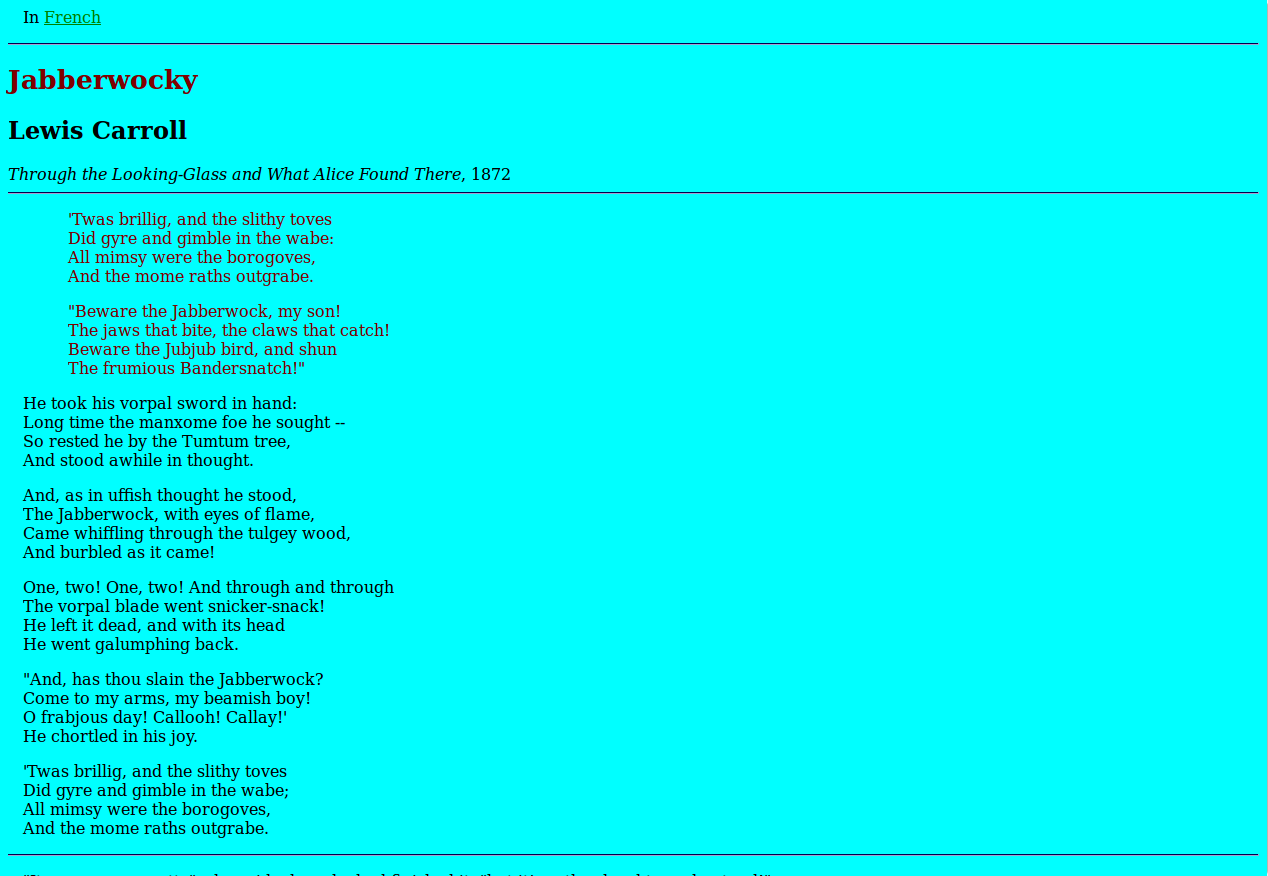 In French
Jabberwocky
Lewis Carroll
Through the Looking-Glass and What Alice Found There, 1872
'Twas brillig, and the slithy toves
Did gyre and gimble in the wabe:
All mimsy were the borogoves,
And the mome raths outgrabe.
"Beware the Jabberwock, my son!
The jaws that bite, the claws that catch!
Beware the Jubjub bird, and shun
The frumious Bandersnatch!"
He took his vorpal sword in hand:
Long time the manxome foe he sought --
So rested he by the Tumtum tree,
And stood awhile in thought.
And, as in uffish thought he stood,
The Jabberwock, with eyes of flame,
Came whiffling through the tulgey wood,
And burbled as it came!
One, two! One, two! And through and through
The vorpal blade went snicker-snack!
He left it dead, and with its head
He went galumphing back.
"And, has thou slain the Jabberwock?
Come to my arms, my beamish boy!
O frabjous day! Callooh! Callay!'
He chortled in his joy.
'Twas brillig, and the slithy toves
Did gyre and gimble in the wabe;
All mimsy were the borogoves,
And the mome raths outgrabe.